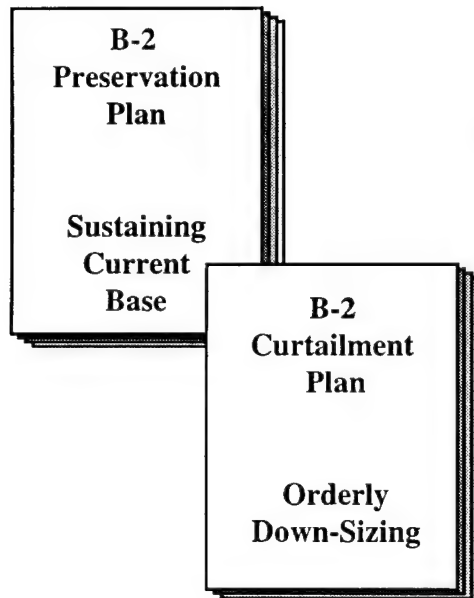 B-2
Preservation
Plan
Sustaining
Current
Base
B-2
Curtailment
Plan
Orderly
Down-Sizing